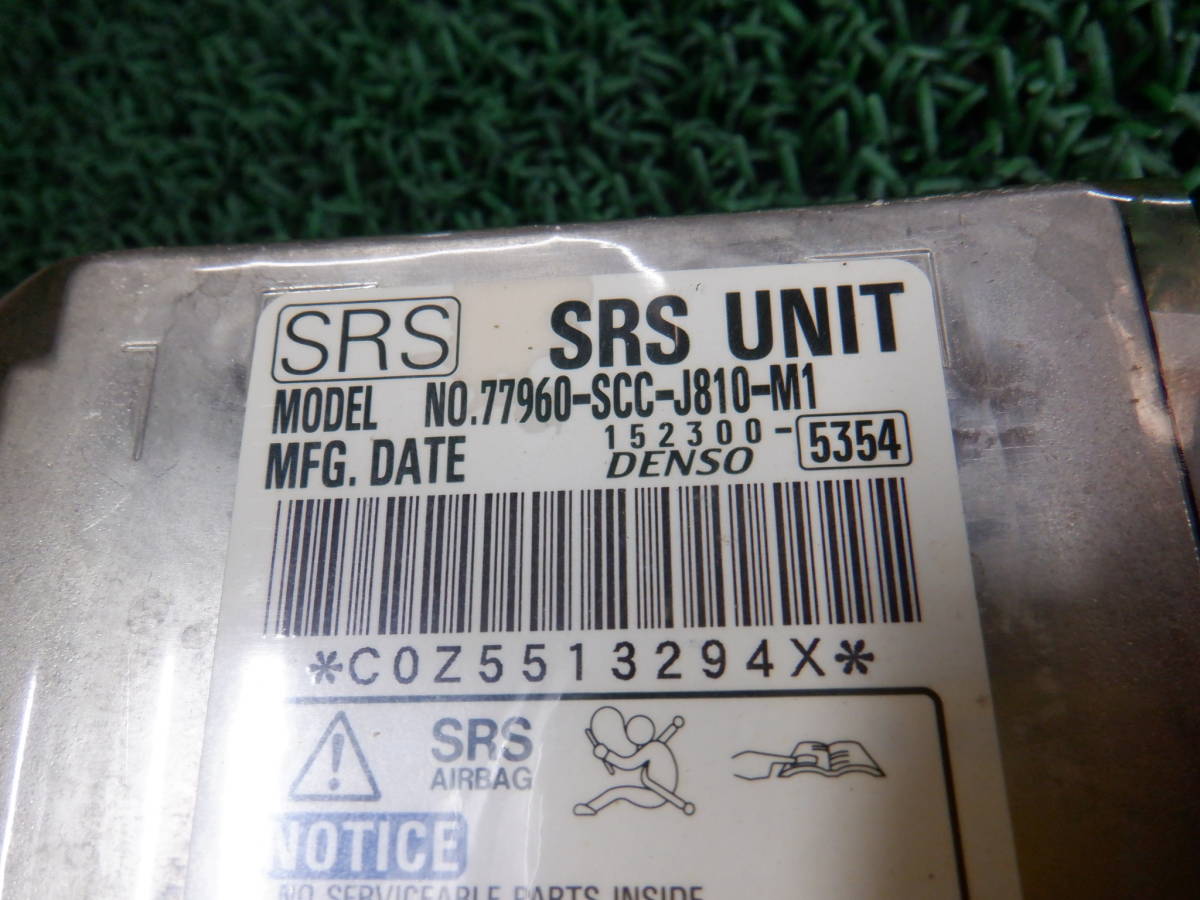 SRS SRS UNIT
MODEL NO.77960-SCC-J810-M1
MFG. DATE 152300-5354
DENSO
*C0Z5513294X*
SRS
AIRBAG
NOTICE
NO SERVICEABLE PARTS INSIDE